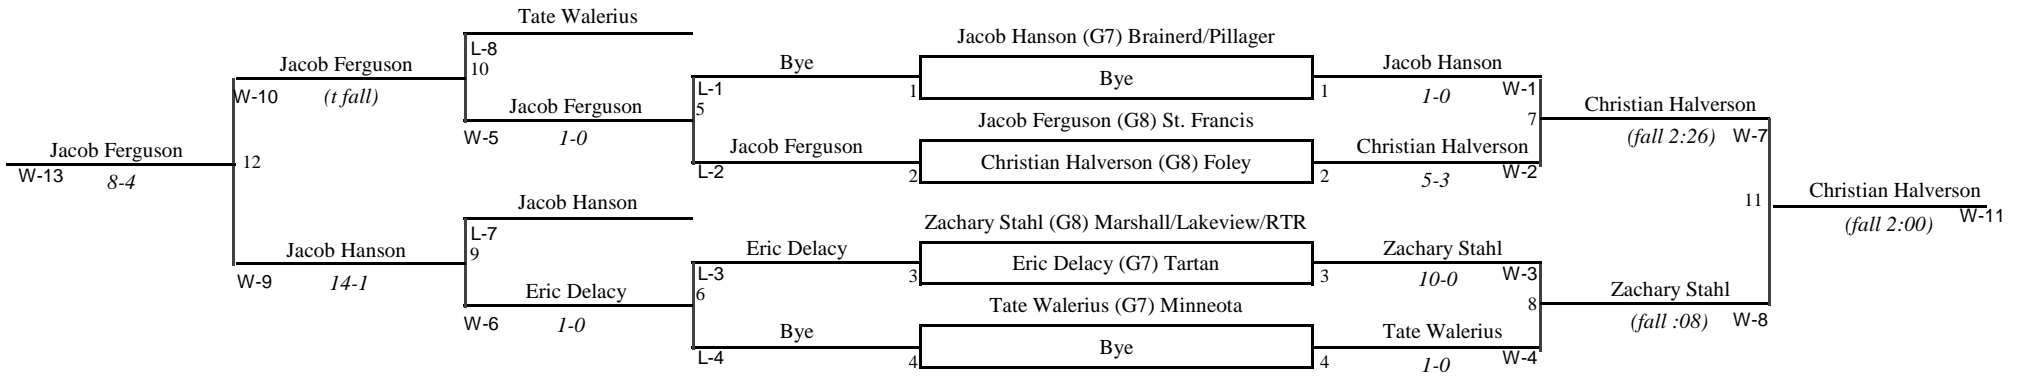 Tate Walerius
Jacob Hanson (G7) Brainerd/Pillager
L-8
Jacob Ferguson
10
Bye
Bye
Jacob Hanson
W-10
(t fall)
L-1
1
1
1-0
W-1
Jacob Ferguson
5
Christian Halverson
Jacob Ferguson (G8) St. Francis
7
W-5
1-0
(fall 2:26)
W-7
Jacob Ferguson
Jacob Ferguson
Christian Halverson
12
Christian Halverson (G8) Foley
W-13
8-4
L-2
2
2
5-3
W-2
Christian Halverson
11
Jacob Hanson
W-11
Zachary Stahl (G8) Marshall/Lakeview/RTR
(fall 2:00)
L-7
Jacob Hanson
9
Eric Delacy
Zachary Stahl
Eric Delacy (G7) Tartan
W-9
14-1
L-3
3
3
10-0
W-3
Eric Delacy
6
Zachary Stahl
Tate Walerius (G7) Minneota
8
W-6
1-0
(fall :08)
W-8
Bye
Tate Walerius
Bye
L-4
4
4
1-0
W-4